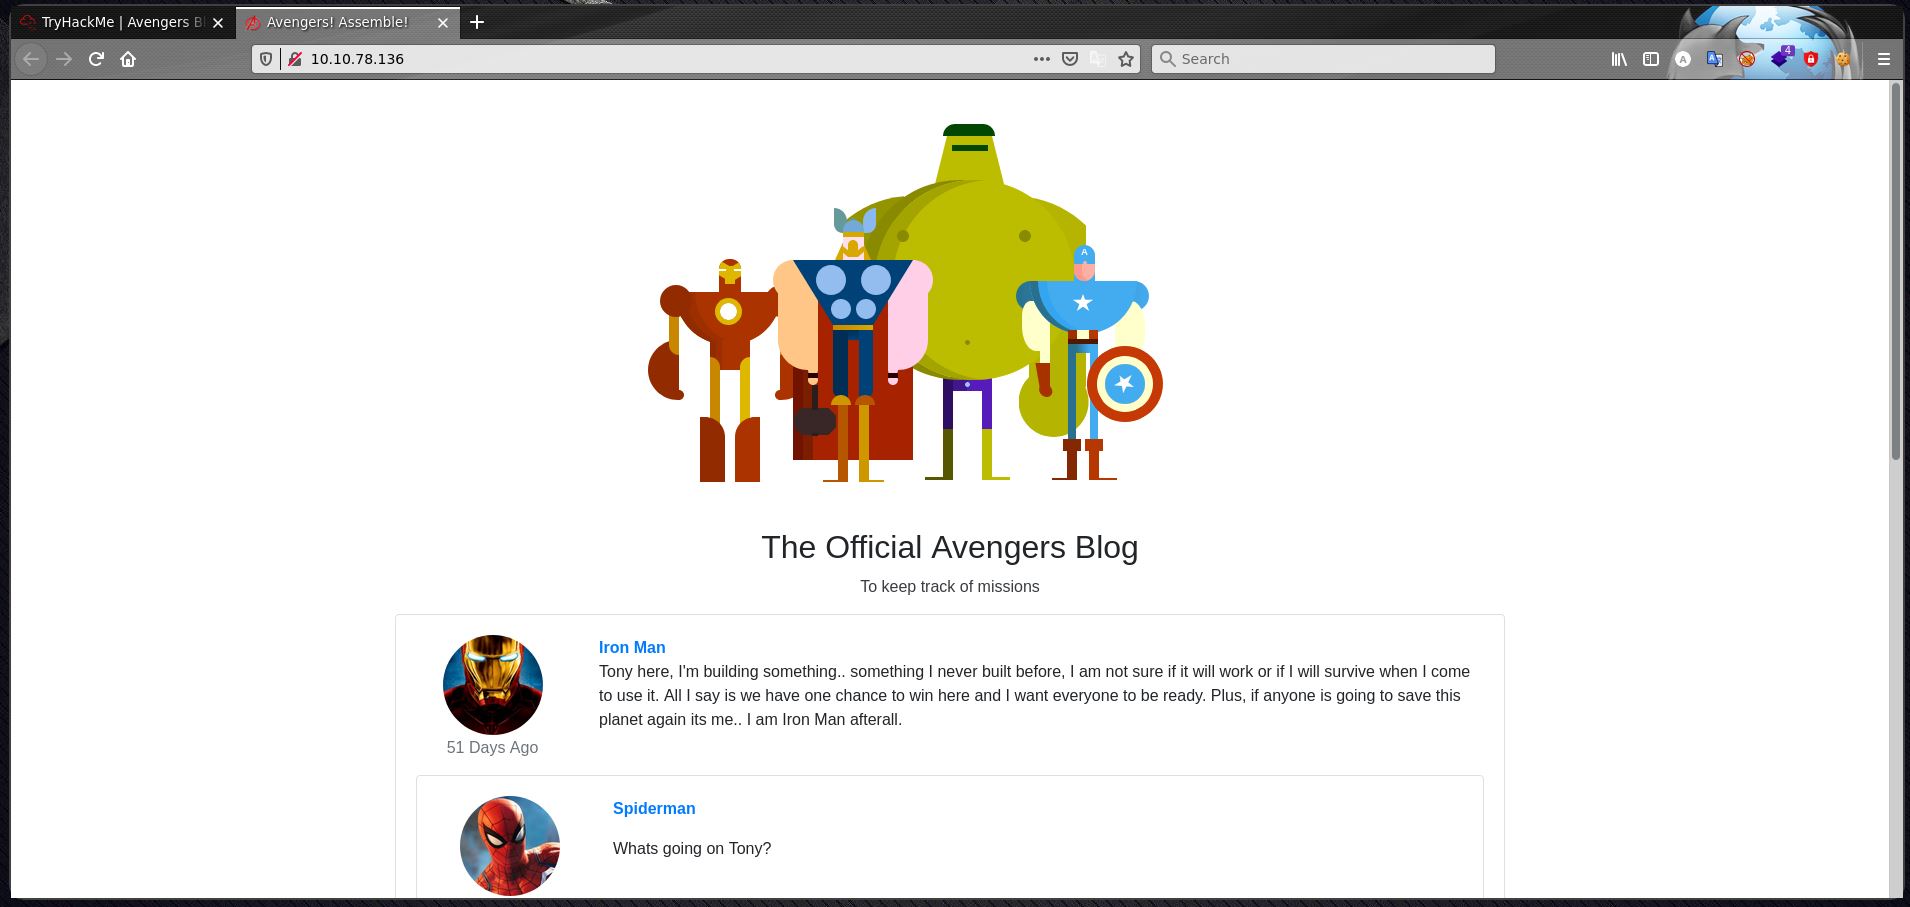 TryHackMe | Avengers Bl
Avengers! Assemble!
10.10.78.136
Search
A
4
A
The Official Avengers Blog
To keep track of missions
Iron Man
Tony here, I'm building something.. something I never built before, I am not sure if it will work or if I will survive when I come
to use it. All I say is we have one chance to win here and I want everyone to be ready. Plus, if anyone is going to save this
planet again its me.. I am Iron Man afterall.
51 Days Ago
Spiderman
Whats going on Tony?